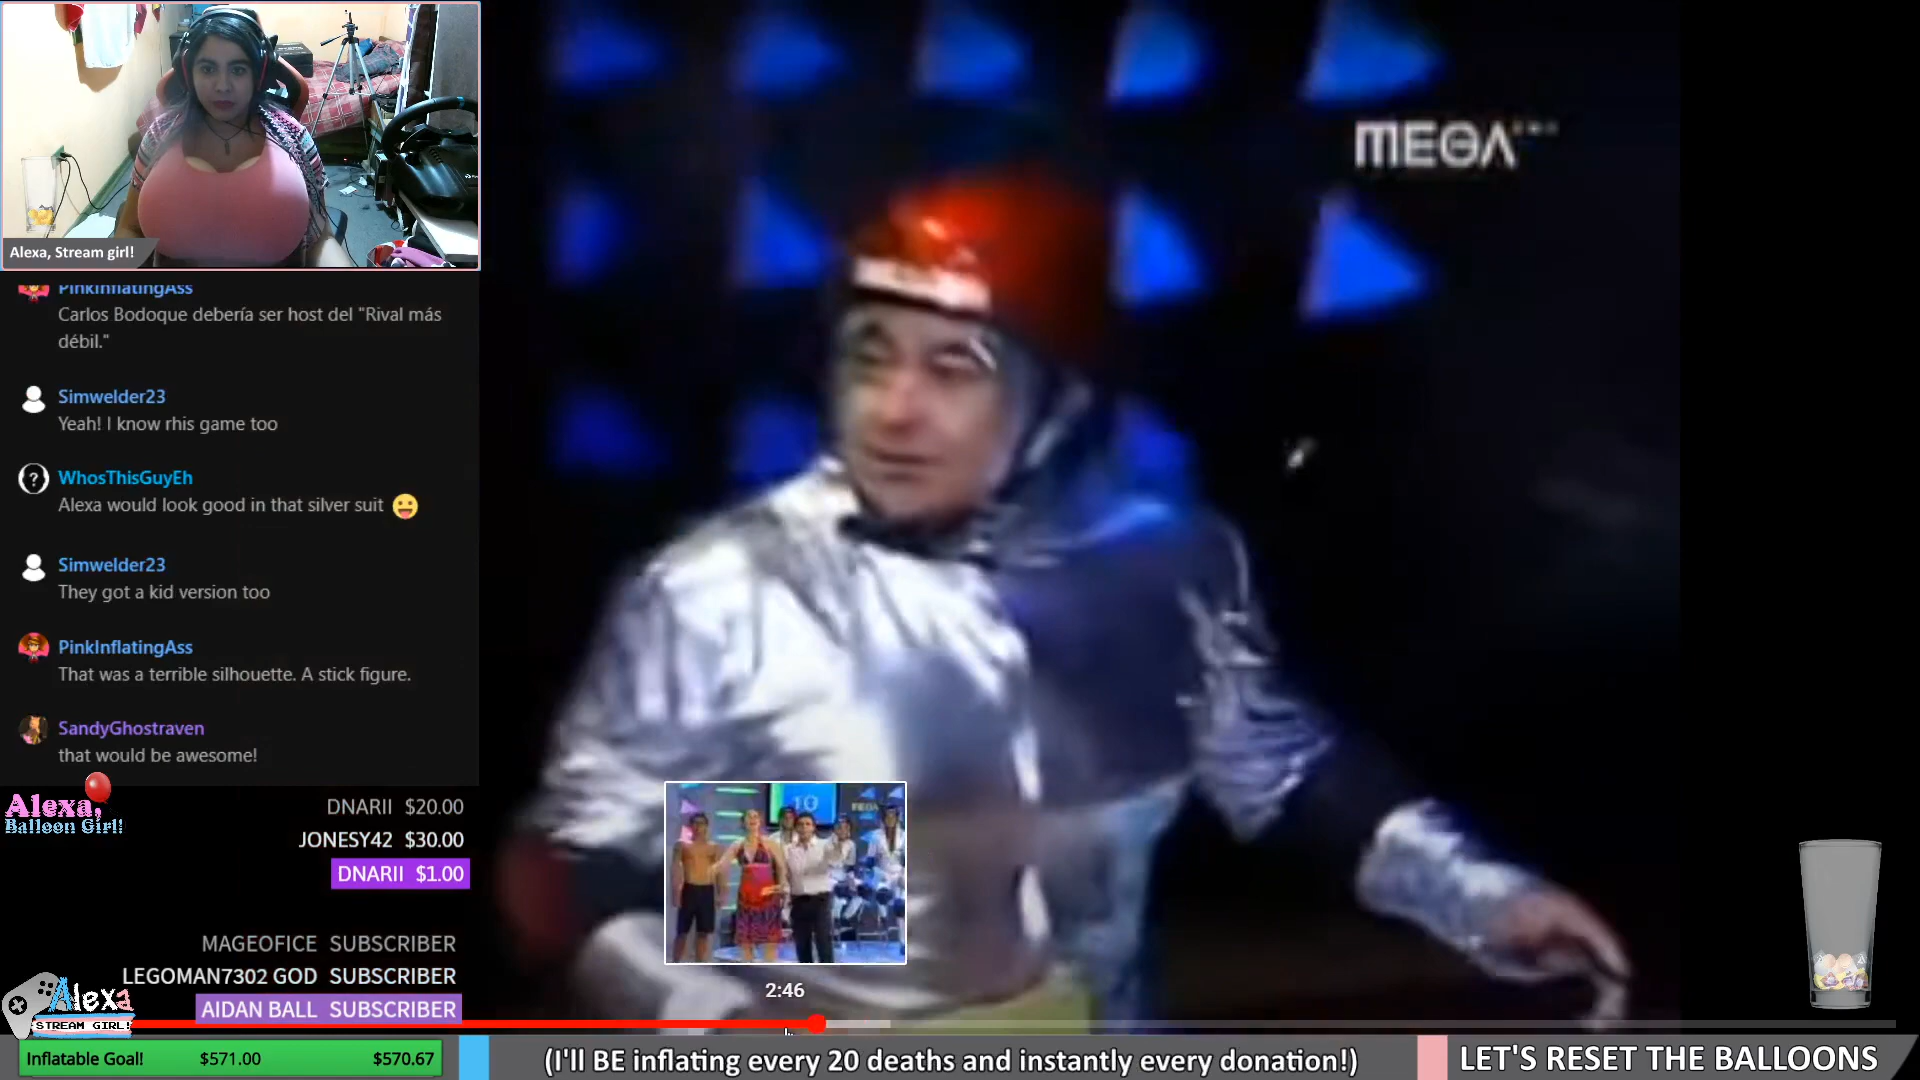 Alexa, Stream girl!
MEGA
PinkInflatingAss
Carlos Bodoque debería ser host del "Rival más
débil."
Simwelder23
Yeah! I know rhis game too
WhosThisGuyEh
Alexa would look good in that silver suit
Simwelder23
They got a kid version too
PinkInflatingAss
That was a terrible silhouette. A stick figure.
SandyGhostraven
that would be awesome!
Alexa,
Balloon Girl!
DNARII $20.00
JONESY42 $30.00
DNARII $1.00
10
MAGEOFICE SUBSCRIBER
LEGOMAN7302 GOD SUBSCRIBER
AIDAN BALL SUBSCRIBER
2:46
Alexa
STREAM GIRL!
Inflatable Goal! $571.00 $570.67
(I'll BE inflating every 20 deaths and instantly every donation!)
LET'S RESET THE BALLOONS